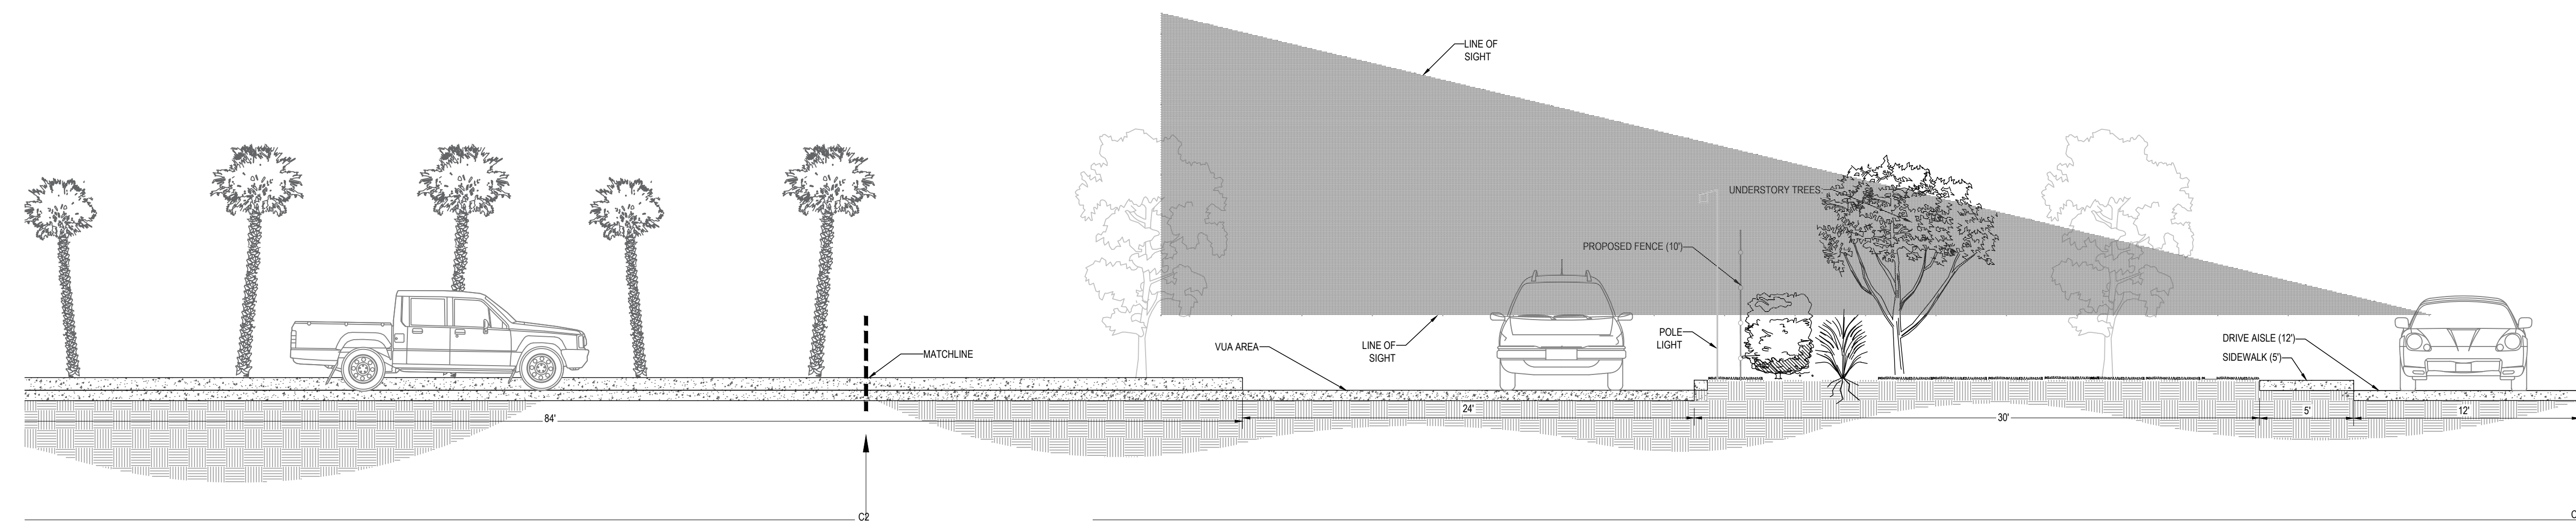 LINE OF
SIGHT
UNDERSTORY TREES
PROPOSED FENCE (10')
POLE
LIGHT
DRIVE AISLE (12')
SIDEWALK (5')
VUA AREA
LINE OF
SIGHT
MATCHLINE
84'
24'
30'
5'
12'
C2